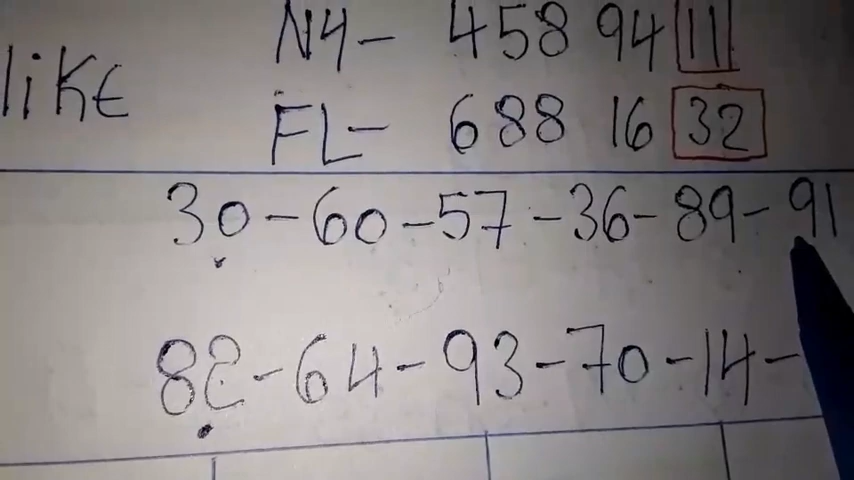 NY- 458 94 11
like
FL- 688 16 32
30-60-57-36-89-91
82-64-93-70-14-